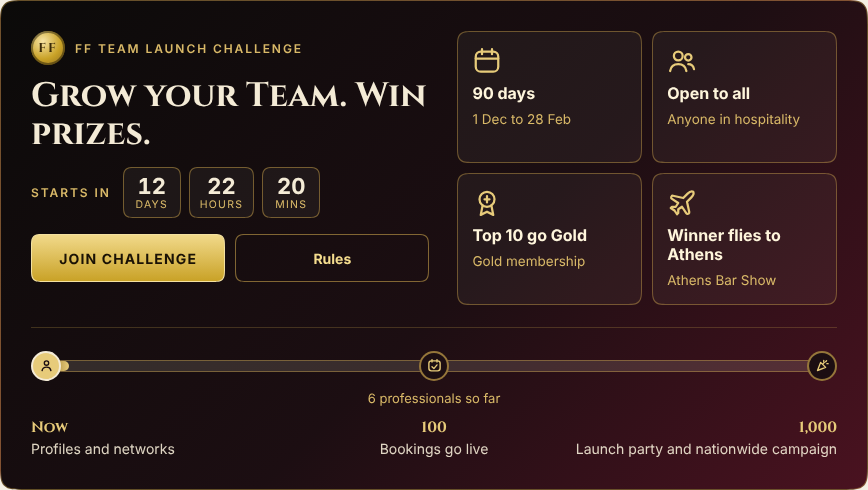 FF FF TEAM LAUNCH CHALLENGE
Grow your Team. Win
prizes.
STARTS IN
12 DAYS
22 HOURS
20 MINS
JOIN CHALLENGE
Rules
90 days
1 Dec to 28 Feb
Open to all
Anyone in hospitality
Top 10 go Gold
Gold membership
Winner flies to
Athens
Athens Bar Show
6 professionals so far
Now
Profiles and networks
100
Bookings go live
1,000
Launch party and nationwide campaign